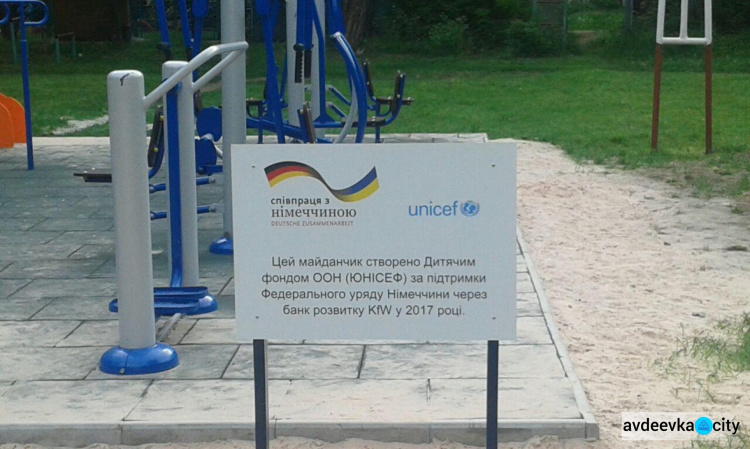 співпраця з
німеччиною
DEUTSCHE ZUSAMMENARBEIT
unicef
Цей майданчик створено Дитячим
фондом ООН (ЮНІСЕФ) за підтримки
Федерального уряду Німеччини через
банк розвитку KfW у 2017 році.
avdeevka.city